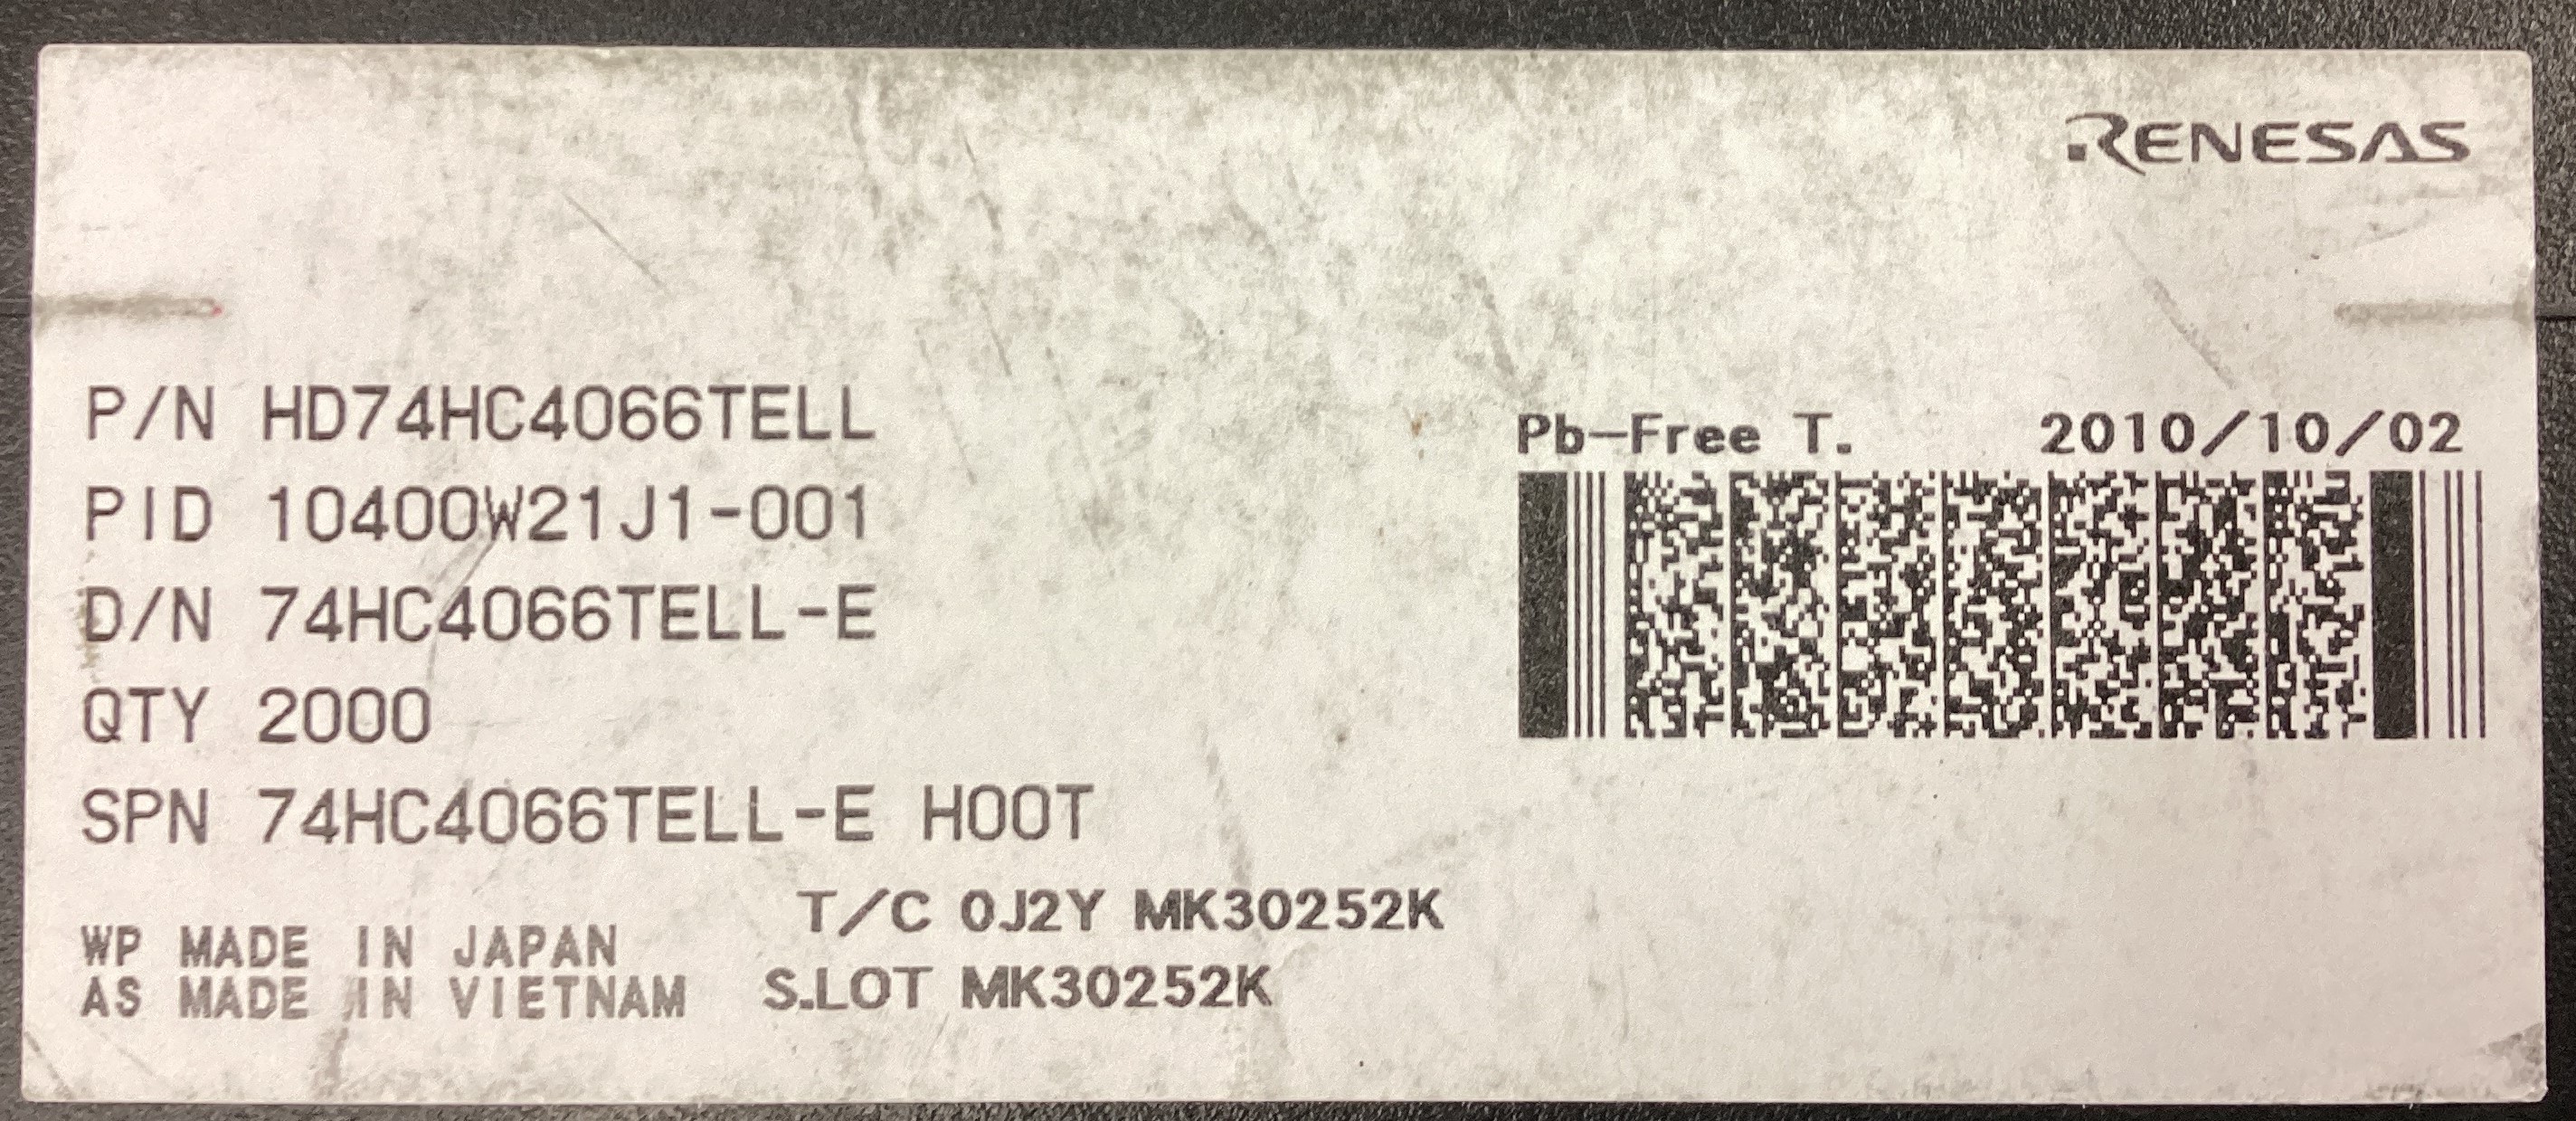 RENESAS
P/N HD74HC4066TELL
PID 10400W21J1-001
D/N 74HC4066TELL-E
QTY 2000
SPN 74HC4066TELL-E H00T
Pb-Free T. 2010/10/02
T/C 0J2Y MK30252K
S.LOT MK30252K
WP MADE IN JAPAN
AS MADE IN VIETNAM